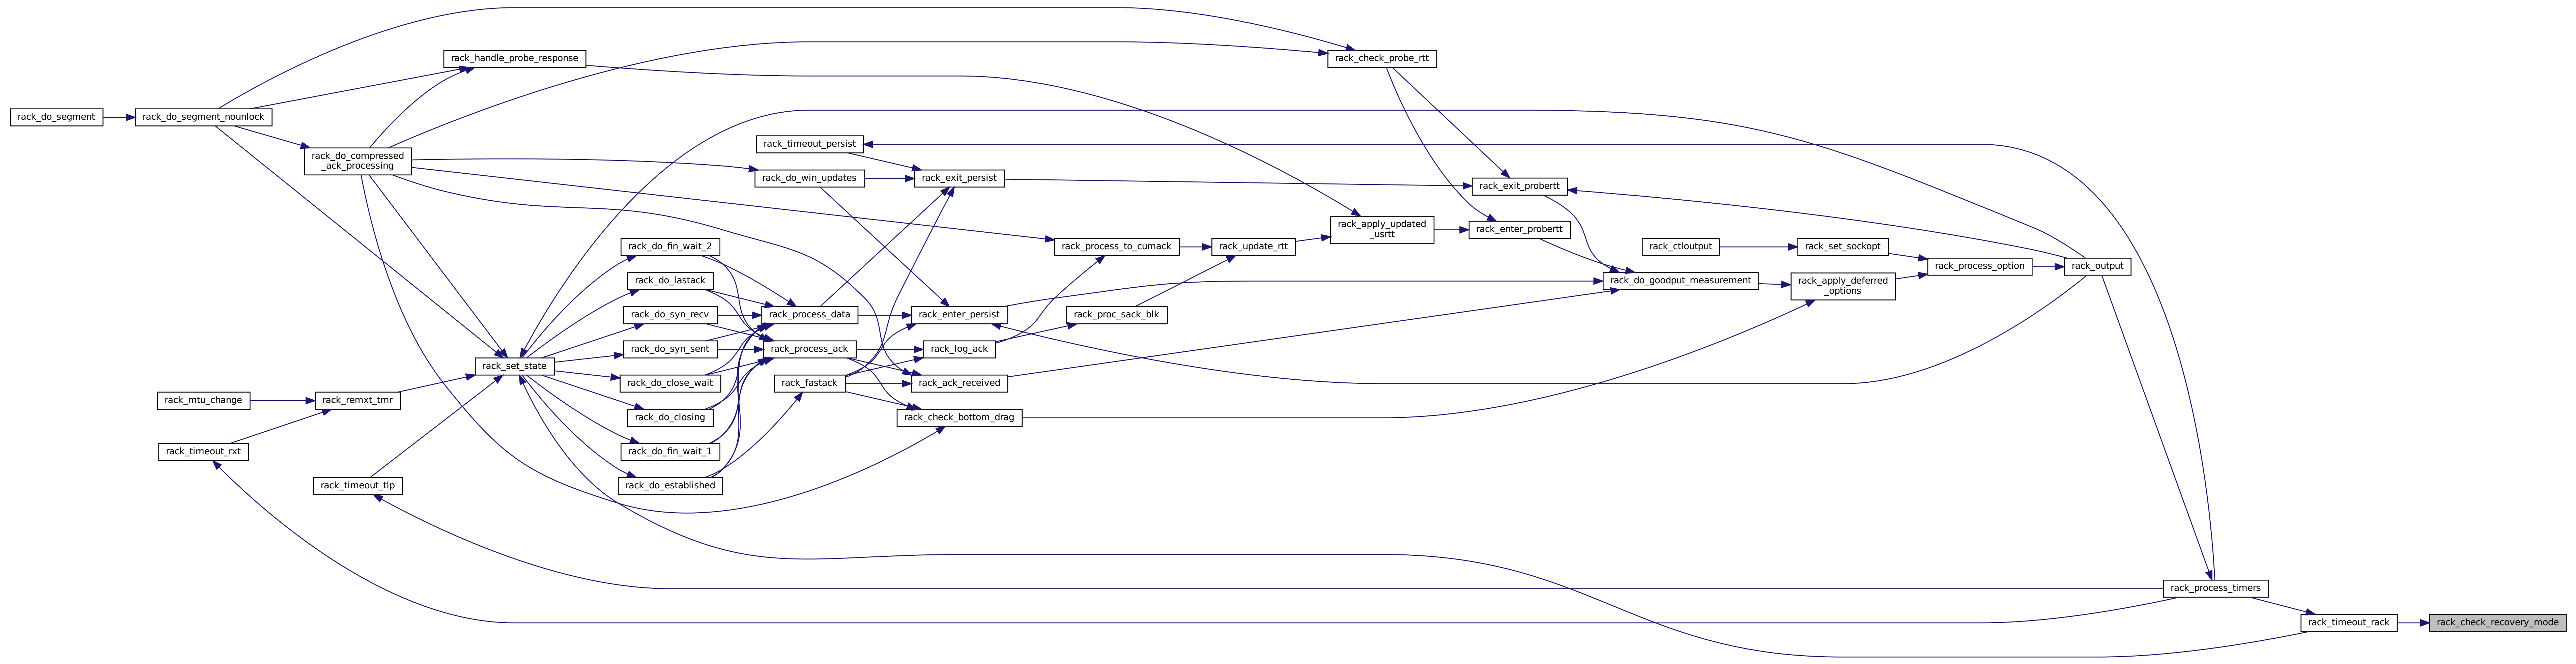 rack_handle_probe_response
rack_check_probe_rtt
rack_do_segment
rack_do_segment_nounlock
rack_timeout_persist
rack_do_compressed
_ack_processing
rack_do_win_updates
rack_exit_persist
rack_exit_probertt
rack_apply_updated
_usrtt
rack_enter_probertt
rack_do_fin_wait_2
rack_process_to_cumack
rack_update_rtt
rack_ctloutput
rack_set_sockopt
rack_process_option
rack_output
rack_do_lastack
rack_do_goodput_measurement
rack_apply_deferred
_options
rack_do_syn_recv
rack_process_data
rack_enter_persist
rack_proc_sack_blk
rack_do_syn_sent
rack_process_ack
rack_log_ack
rack_set_state
rack_do_close_wait
rack_fastack
rack_ack_received
rack_mtu_change
rack_remxt_tmr
rack_do_closing
rack_check_bottom_drag
rack_timeout_rxt
rack_do_fin_wait_1
rack_timeout_tlp
rack_do_established
rack_process_timers
rack_timeout_rack
rack_check_recovery_mode